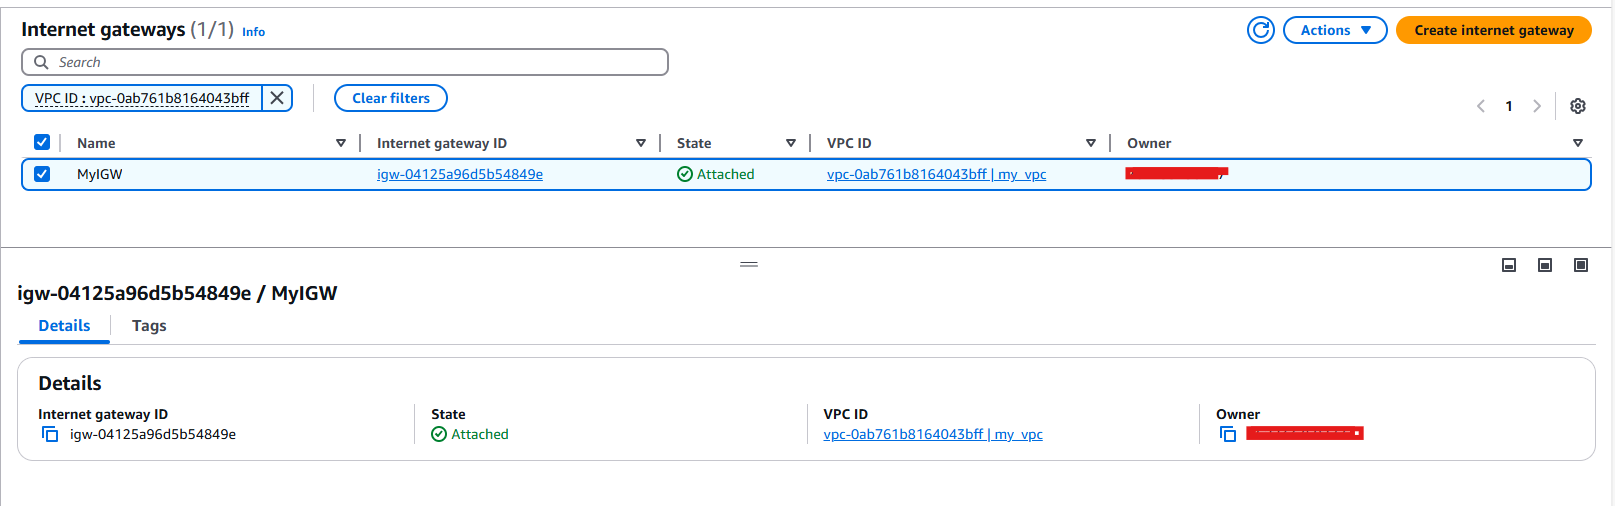 Internet gateways (1/1) Info
Actions
Create internet gateway
Search
VPC ID : vpc-0ab761b8164043bff
Clear filters
1
Name Internet gateway ID State VPC ID Owner
MyIGW igw-04125a96d5b54849e Attached vpc-0ab761b8164043bff | my_vpc
igw-04125a96d5b54849e / MyIGW
Details Tags
Details
Internet gateway ID State VPC ID Owner
igw-04125a96d5b54849e Attached vpc-0ab761b8164043bff | my_vpc